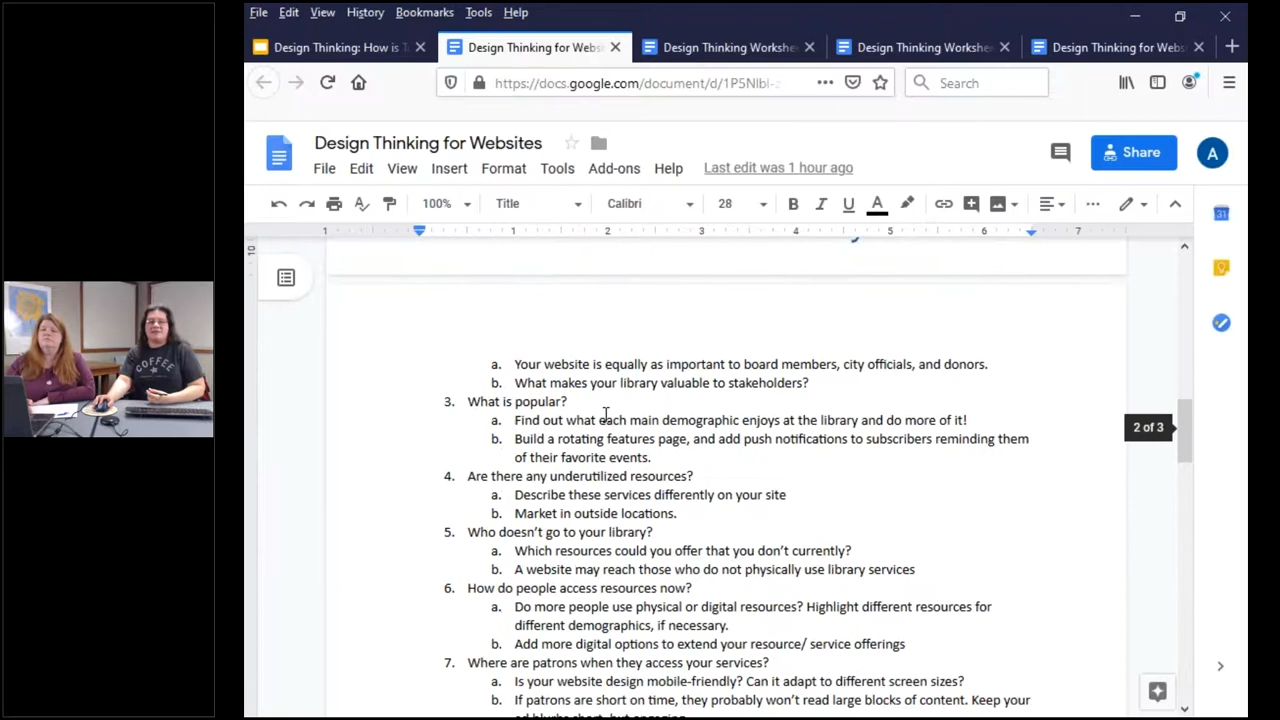 File Edit View History Bookmarks Tools Help
Design Thinking: How is
Design Thinking for Webs
Design Thinking Workshe
Design Thinking Workshe
Design Thinking for Webs
https://docs.google.com/document/d/1P5NIbI-
Search
Design Thinking for Websites
File Edit View Insert Format Tools Add-ons Help Last edit was 1 hour ago
Share
A
100% Title Calibri 28 B I U A
1 1 2 3 4 5 6 7
10
31
COFFEE
a. Your website is equally as important to board members, city officials, and donors.
b. What makes your library valuable to stakeholders?
3. What is popular?
a. Find out what each main demographic enjoys at the library and do more of it!
b. Build a rotating features page, and add push notifications to subscribers reminding them
of their favorite events.
2 of 3
4. Are there any underutilized resources?
a. Describe these services differently on your site
b. Market in outside locations.
5. Who doesn't go to your library?
a. Which resources could you offer that you don't currently?
b. A website may reach those who do not physically use library services
6. How do people access resources now?
a. Do more people use physical or digital resources? Highlight different resources for
different demographics, if necessary.
b. Add more digital options to extend your resource/ service offerings
7. Where are patrons when they access your services?
a. Is your website design mobile-friendly? Can it adapt to different screen sizes?
b. If patrons are short on time, they probably won't read large blocks of content. Keep your